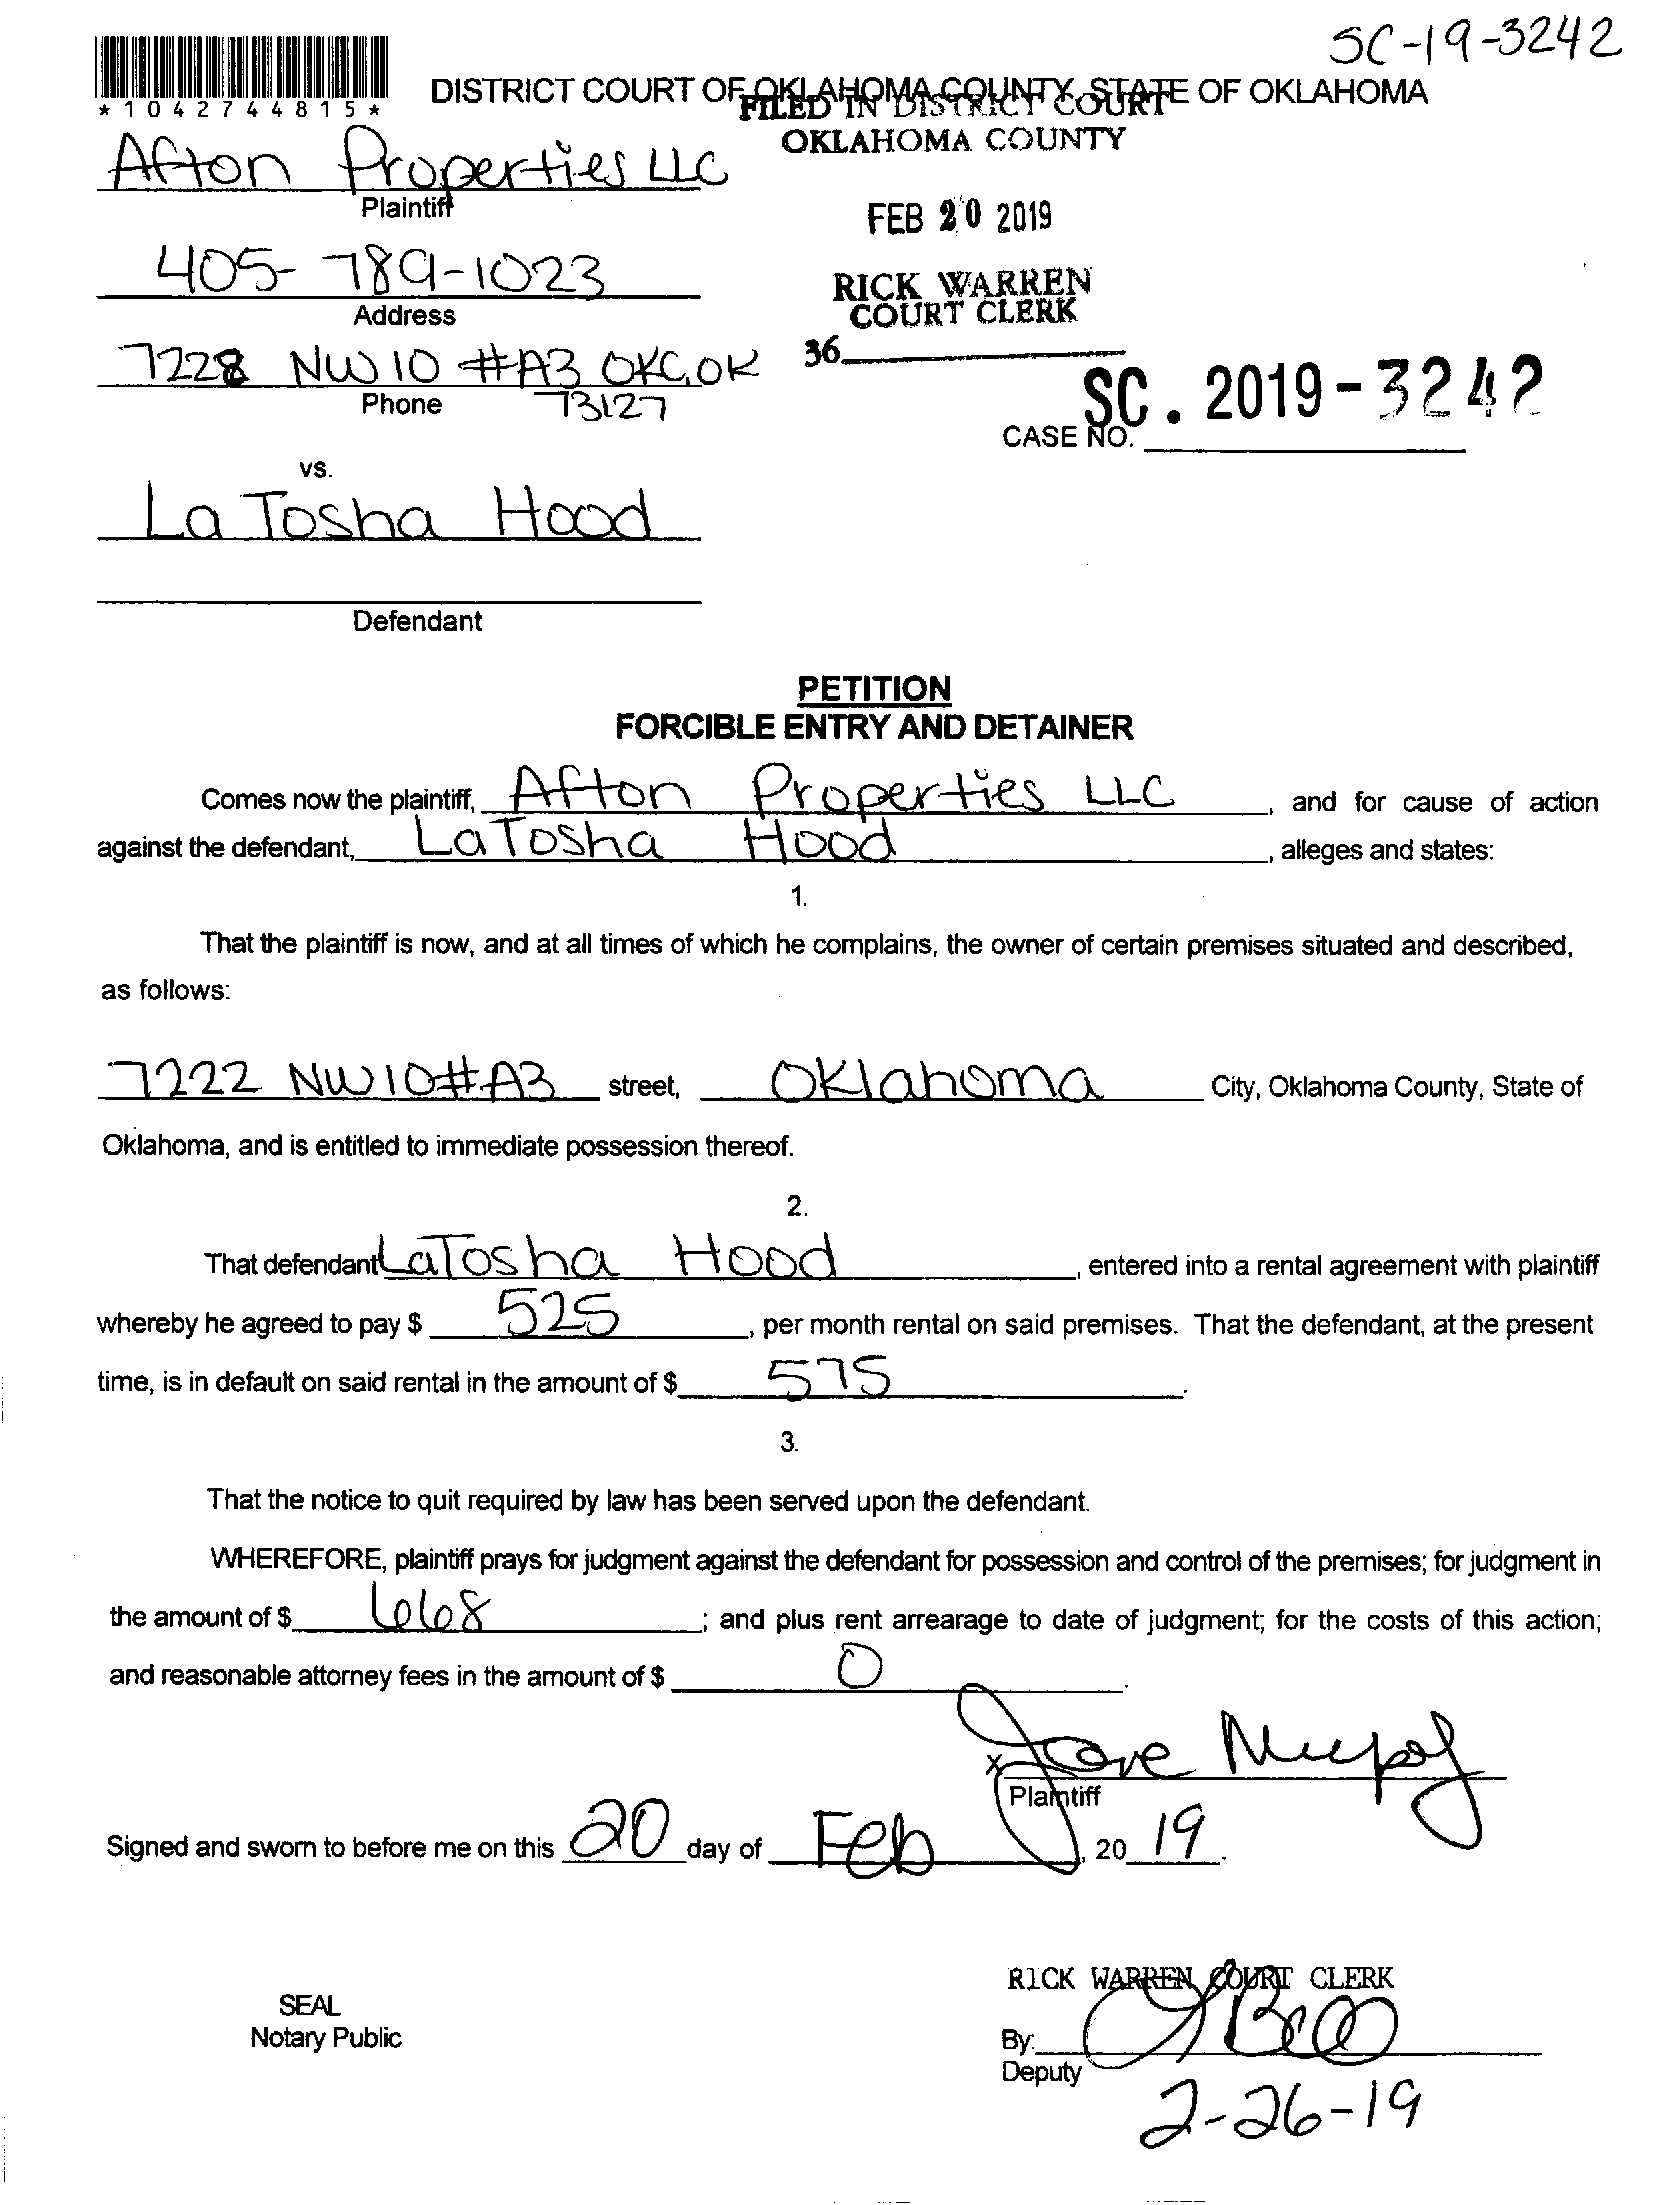 SC-19-3242
*1042744815*
DISTRICT COURT OF OKLAHOMA COUNTY, STATE OF OKLAHOMA
FILED IN DISTRICT COURT
OKLAHOMA COUNTY
Afton Properties LLC
Plaintiff
FEB 20 2019
405-789-1023
Address
RICK WARREN
COURT CLERK
7228 NW 10 #A3 OKC, OK
36
Phone
73127
SC. 2019-3242
CASE NO.
vs.
LaTosha Hood
Defendant
PETITION
FORCIBLE ENTRY AND DETAINER
Comes now the plaintiff, Afton Properties LLC, and for cause of action
against the defendant, LaTosha Hood, alleges and states:
1.
That the plaintiff is now, and at all times of which he complains, the owner of certain premises situated and described,
as follows:
7222 NW 10 #A3 street, Oklahoma City, Oklahoma County, State of
Oklahoma, and is entitled to immediate possession thereof.
2.
That defendant LaTosha Hood, entered into a rental agreement with plaintiff
whereby he agreed to pay $ 525, per month rental on said premises. That the defendant, at the present
time, is in default on said rental in the amount of $ 575.
3.
That the notice to quit required by law has been served upon the defendant.
WHEREFORE, plaintiff prays for judgment against the defendant for possession and control of the premises; for judgment in
the amount of $ 668; and plus rent arrearage to date of judgment; for the costs of this action;
and reasonable attorney fees in the amount of $ 0.
x
Plaintiff
Signed and sworn to before me on this 20 day of Feb, 20 19.
RICK WARREN, COURT CLERK
SEAL
Notary Public
By:
Deputy
2-26-19